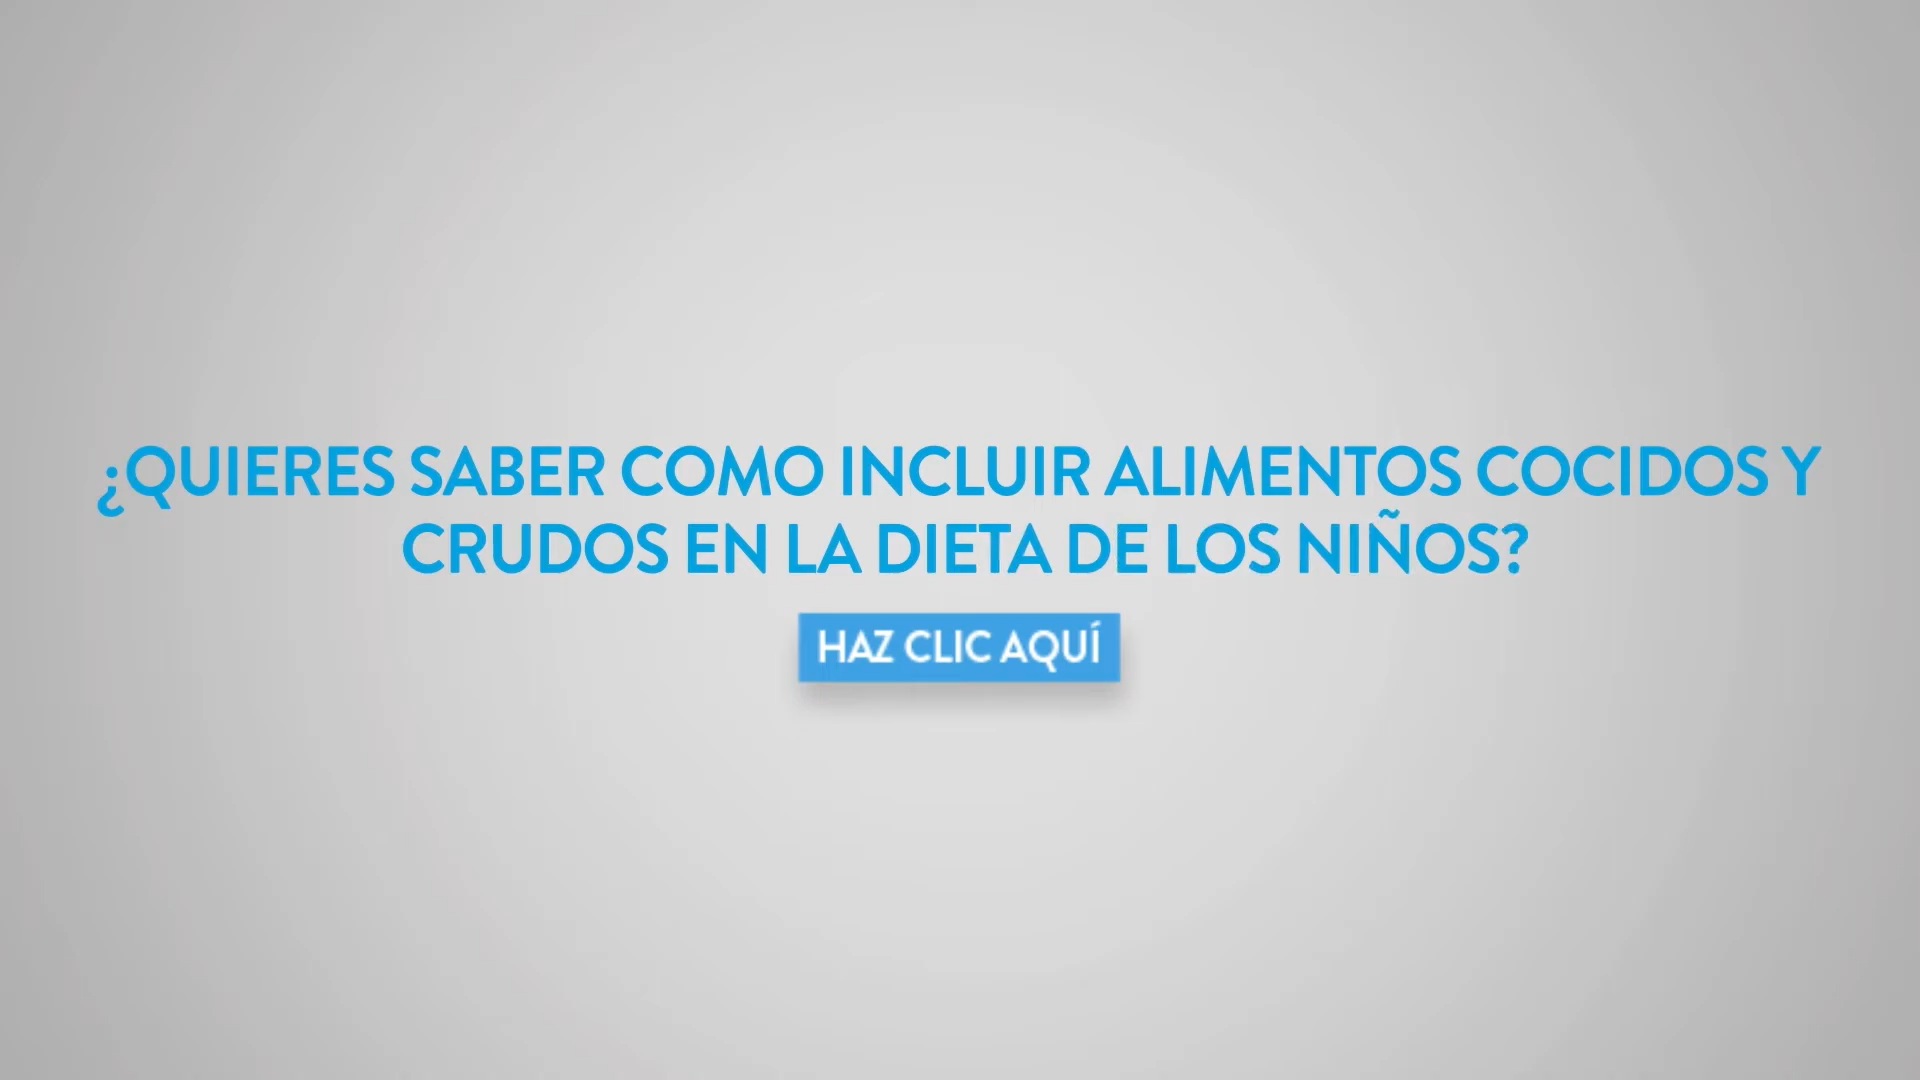 ¿QUIERES SABER COMO INCLUIR ALIMENTOS COCIDOS Y
CRUDOS EN LA DIETA DE LOS NIÑOS?
HAZ CLIC AQUÍ